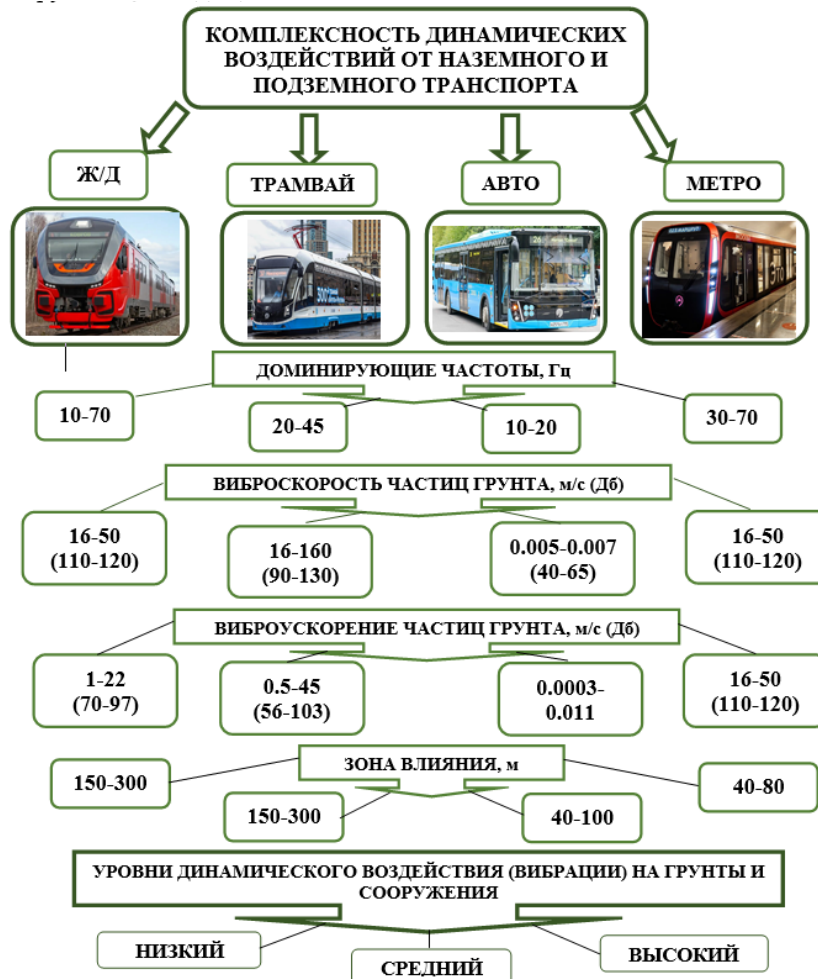 КОМПЛЕКСНОСТЬ ДИНАМИЧЕСКИХ
ВОЗДЕЙСТВИЙ ОТ НАЗЕМНОГО И
ПОДЗЕМНОГО ТРАНСПОРТА
Ж/Д
ТРАМВАЙ
АВТО
МЕТРО
ДОМИНИРУЮЩИЕ ЧАСТОТЫ, Гц
10-70
20-45
10-20
30-70
ВИБРОСКОРОСТЬ ЧАСТИЦ ГРУНТА, м/с (Дб)
16-50
(110-120)
16-160
(90-130)
0.005-0.007
(40-65)
16-50
(110-120)
ВИБРОУСКОРЕНИЕ ЧАСТИЦ ГРУНТА, м/с (Дб)
1-22
(70-97)
0.5-45
(56-103)
0.0003-
0.011
16-50
(110-120)
ЗОНА ВЛИЯНИЯ, м
150-300
150-300
40-100
40-80
УРОВНИ ДИНАМИЧЕСКОГО ВОЗДЕЙСТВИЯ (ВИБРАЦИИ) НА ГРУНТЫ И
СООРУЖЕНИЯ
НИЗКИЙ
СРЕДНИЙ
ВЫСОКИЙ